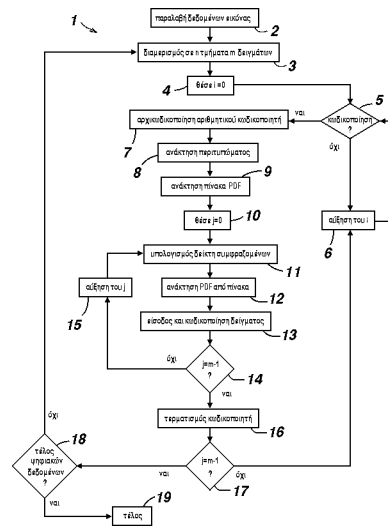 1
παραλαβή δεδομένων εικόνας
2
διαμερισμός σε n τμήματα m δειγμάτων
3
θέσε i =0
4
κωδικοποίηση
?
5
ναι
όχι
αρχικωδικοποίηση αριθμητικού κωδικοποιητή
7
ανάκτηση περιτυπώματος
8
ανάκτηση πίνακα PDF
9
θέσε j=0
10
αύξηση του i
6
υπολογισμός δείκτη συμφραζομένων
11
αύξηση του j
15
ανάκτηση PDF από πίνακα
12
είσοδος και κωδικοποίηση δείγματος
13
όχι
j=m-1
?
14
ναι
τερματισμός κωδικοποιητή
16
όχι
18
τέλος
ψηφιακών
δεδομένων
?
ναι
j=m-1
?
όχι
17
ναι
τέλος
19